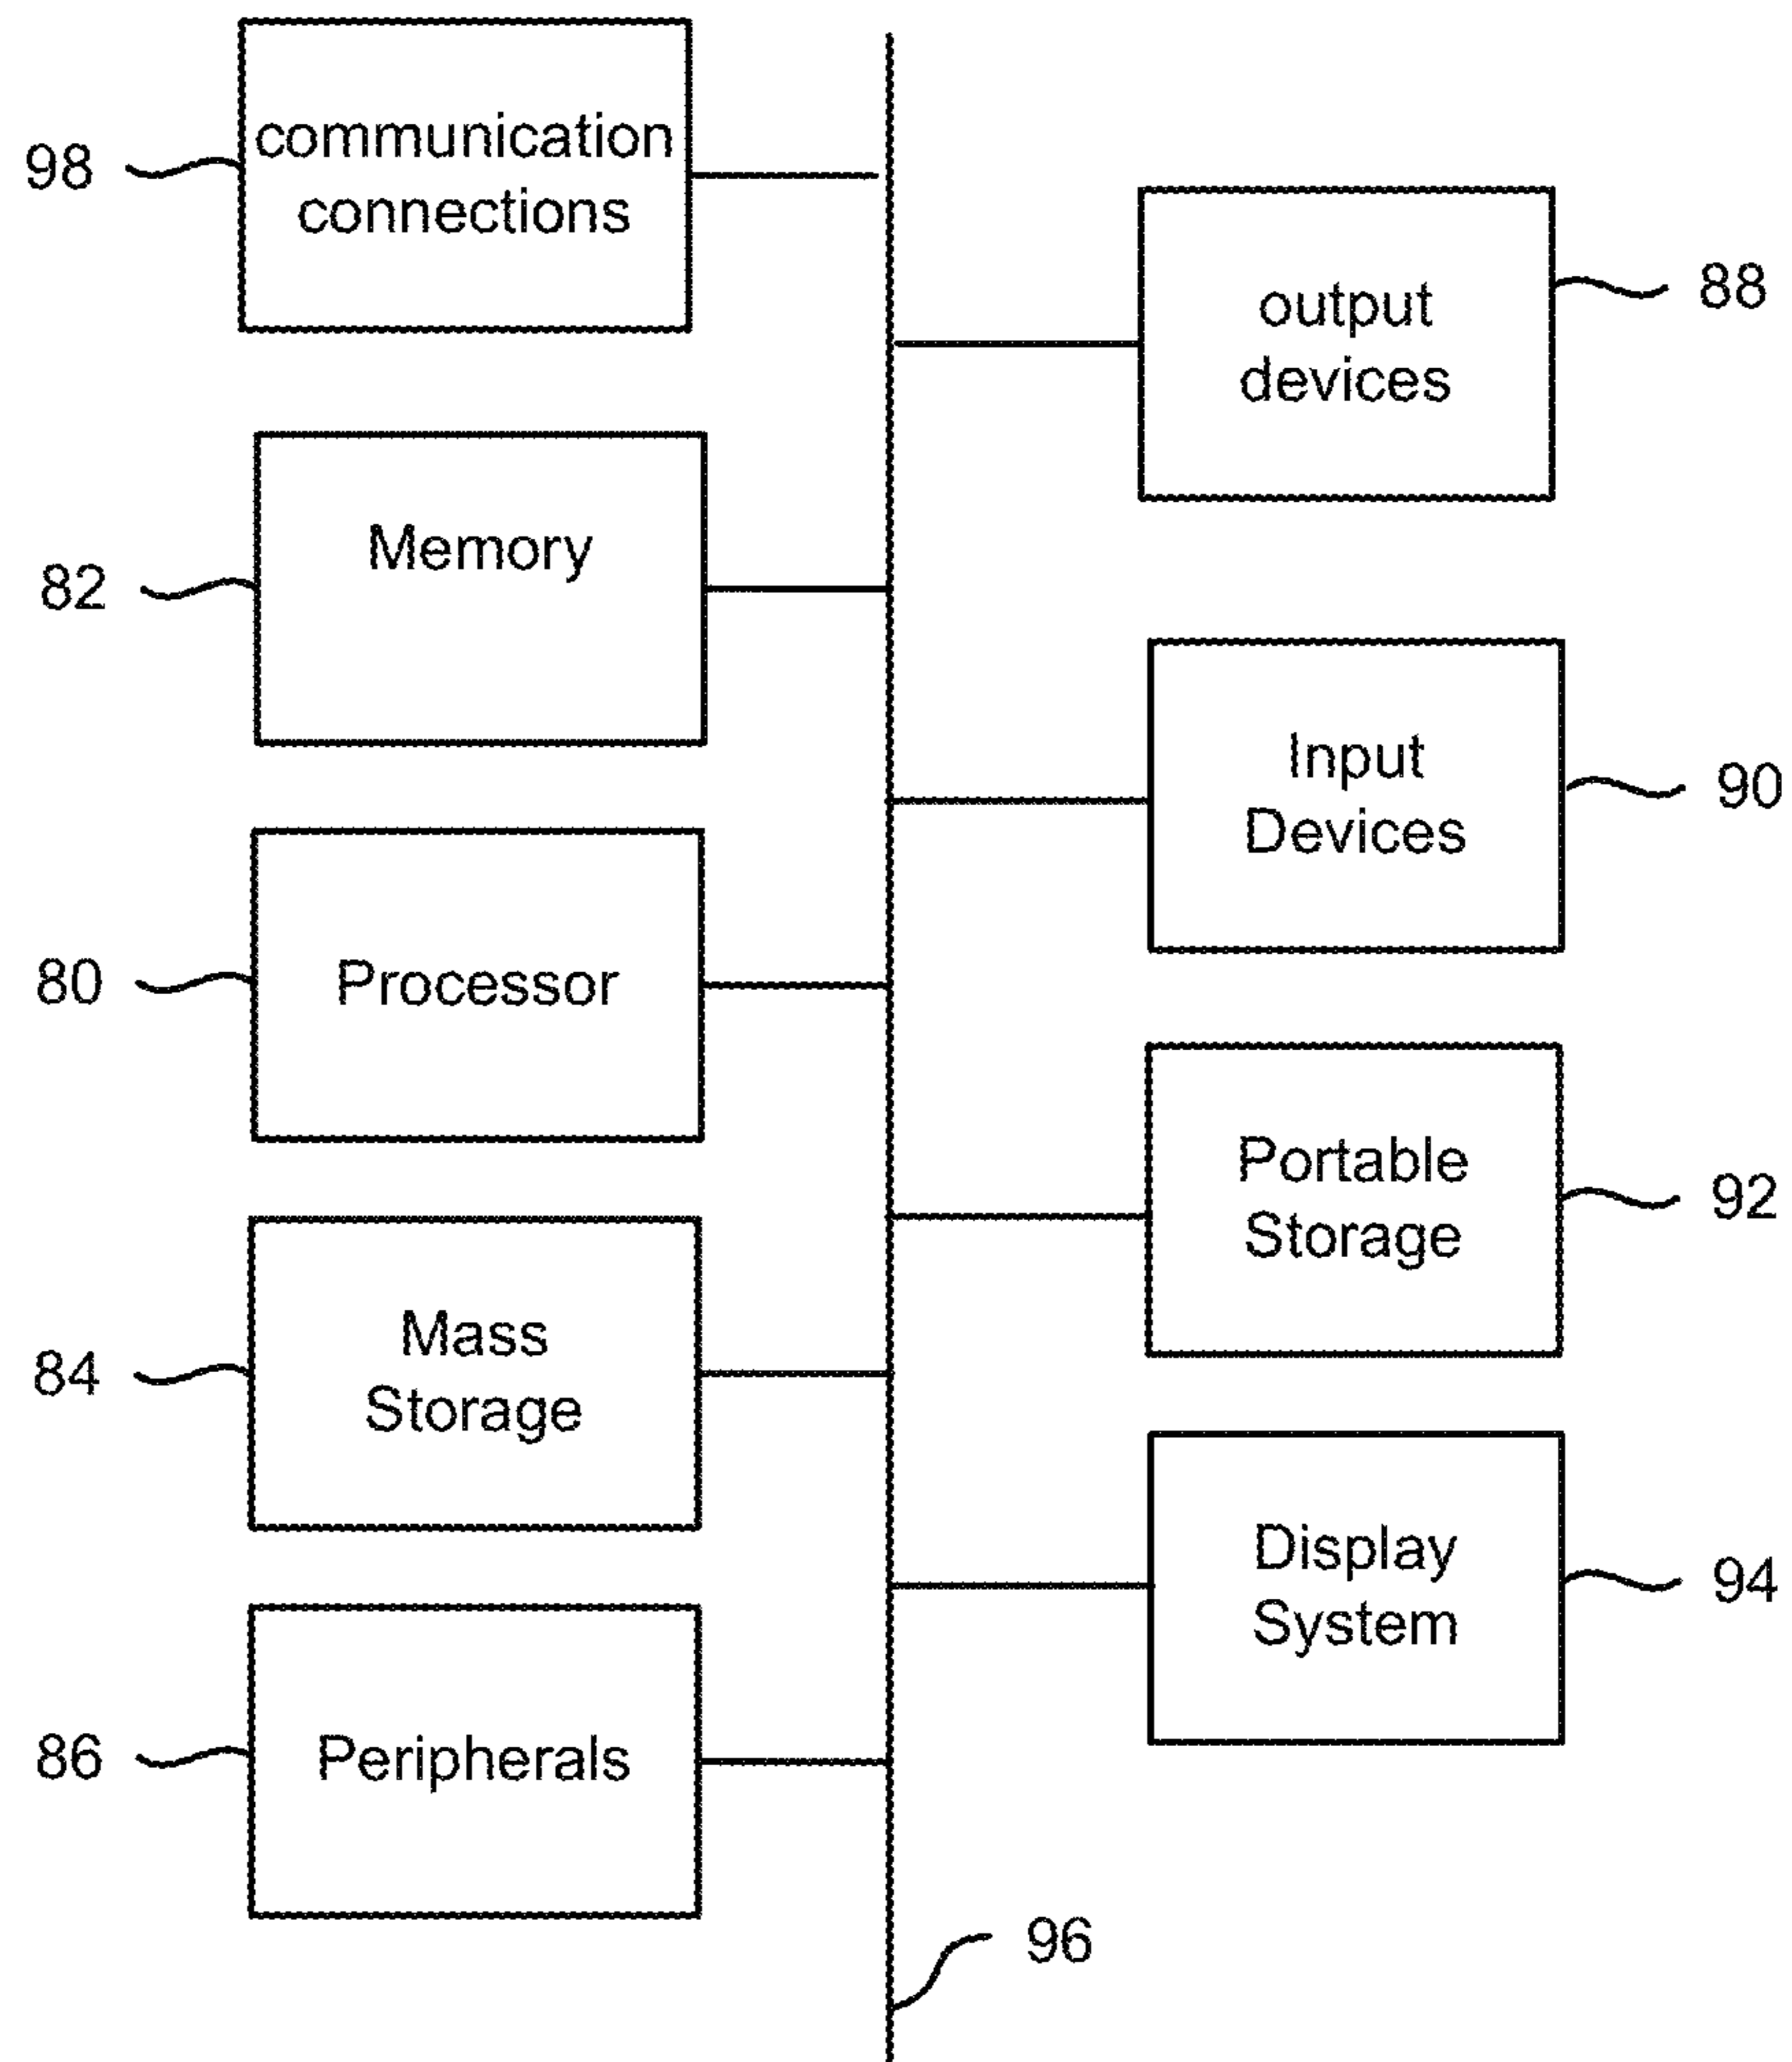 98
communication
connections
output
devices
88
82
Memory
Input
Devices
90
80
Processor
Portable
Storage
92
84
Mass
Storage
Display
System
94
86
Peripherals
96